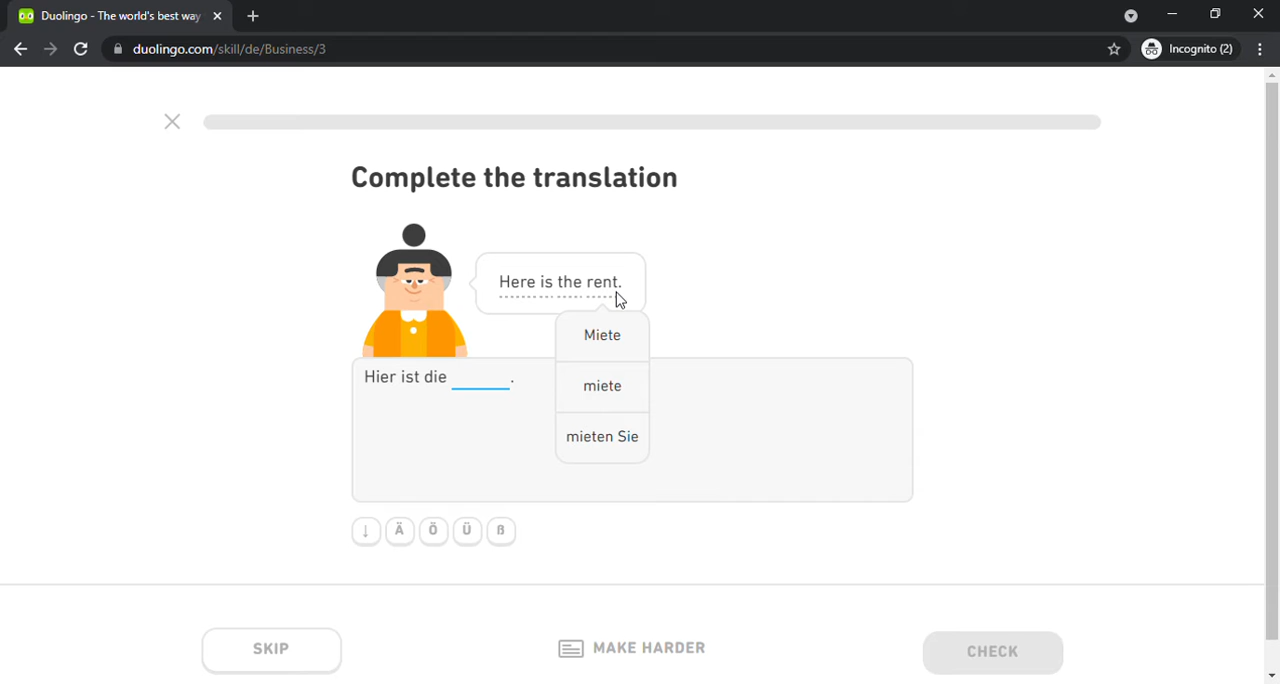 Duolingo - The world's best way
duolingo.com/skill/de/Business/3
Incognito (2)
Complete the translation
Here is the rent.
Miete
miete
mieten Sie
Hier ist die ______.
↓ Ä Ö Ü ß
SKIP
MAKE HARDER
CHECK